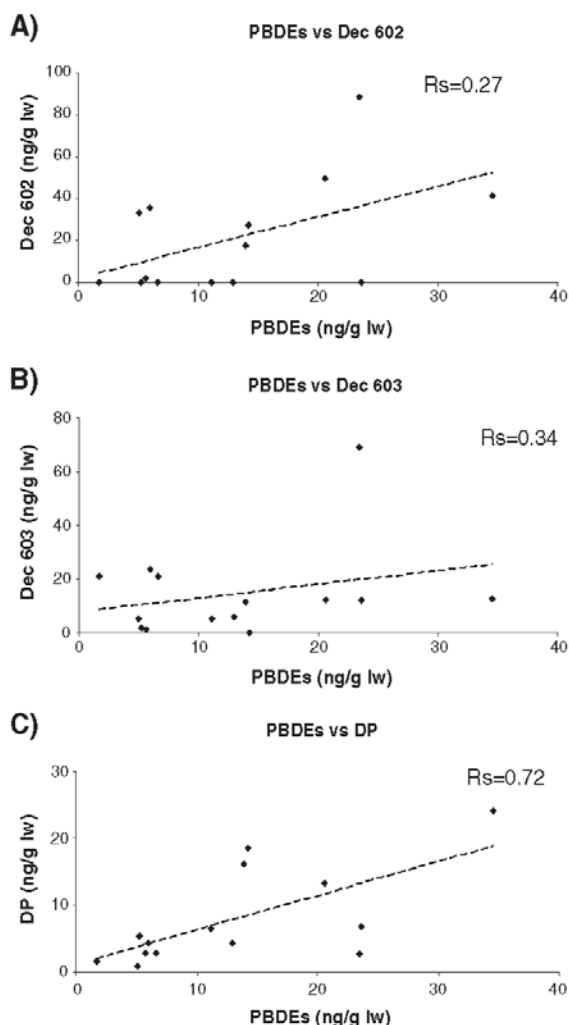 A)
PBDEs vs Dec 602
Rs=0.27
100
80
60
40
20
0
Dec 602 (ng/g lw)
0 10 20 30 40
PBDEs (ng/g lw)
B)
PBDEs vs Dec 603
Rs=0.34
80
60
40
20
0
Dec 603 (ng/g lw)
0 10 20 30 40
PBDEs (ng/g lw)
C)
PBDEs vs DP
Rs=0.72
30
20
10
0
DP (ng/g lw)
0 10 20 30 40
PBDEs (ng/g lw)